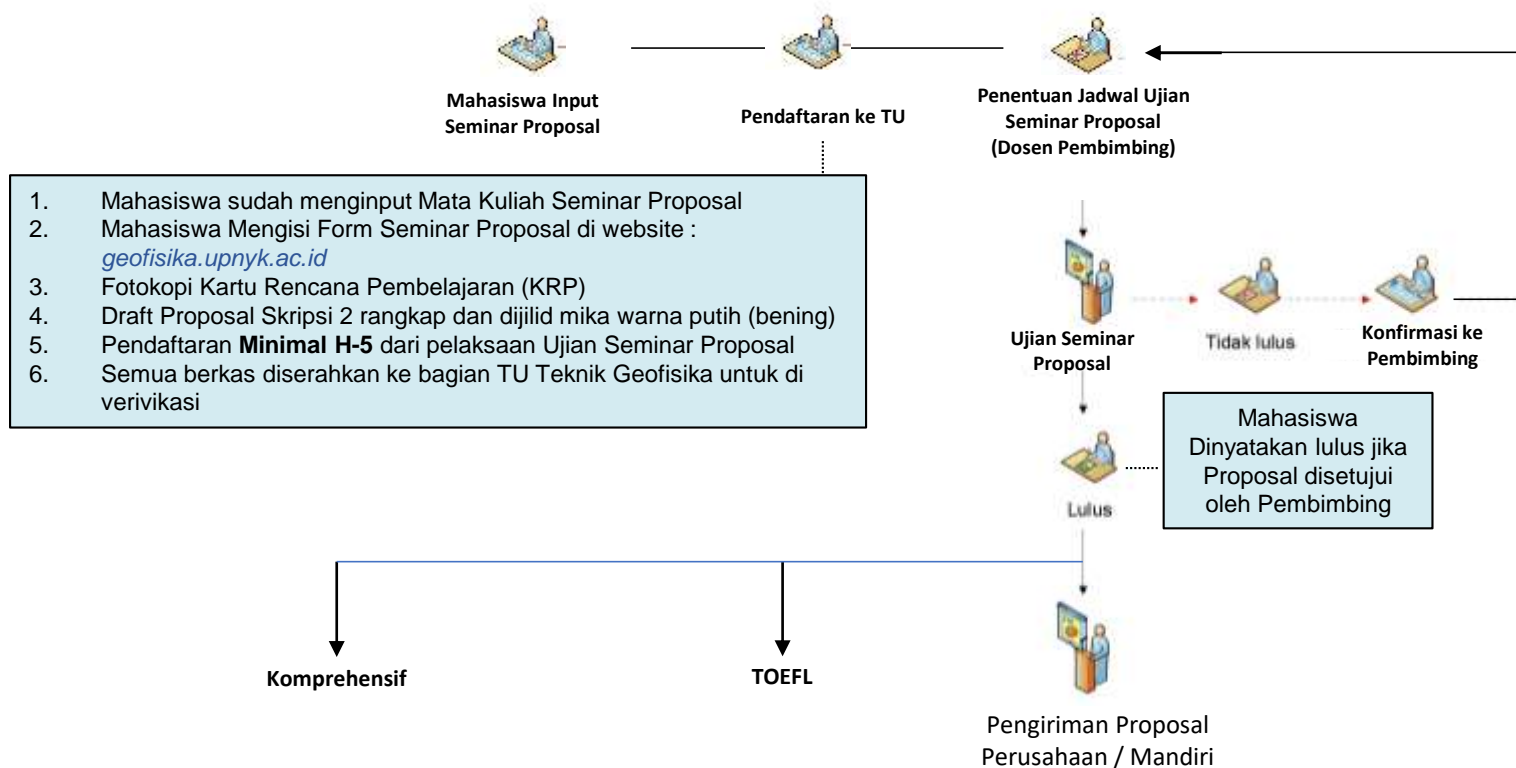 Mahasiswa Input
Seminar Proposal
Pendaftaran ke TU
Penentuan Jadwal Ujian
Seminar Proposal
(Dosen Pembimbing)
1. Mahasiswa sudah menginput Mata Kuliah Seminar Proposal
2. Mahasiswa Mengisi Form Seminar Proposal di website :
geofisika.upnyk.ac.id
3. Fotokopi Kartu Rencana Pembelajaran (KRP)
4. Draft Proposal Skripsi 2 rangkap dan dijilid mika warna putih (bening)
5. Pendaftaran Minimal H-5 dari pelaksaan Ujian Seminar Proposal
6. Semua berkas diserahkan ke bagian TU Teknik Geofisika untuk di
verivikasi
Ujian Seminar
Proposal
Tidak lulus
Konfirmasi ke
Pembimbing
Mahasiswa
Dinyatakan lulus jika
Proposal disetujui
oleh Pembimbing
Lulus
Komprehensif
TOEFL
Pengiriman Proposal
Perusahaan / Mandiri